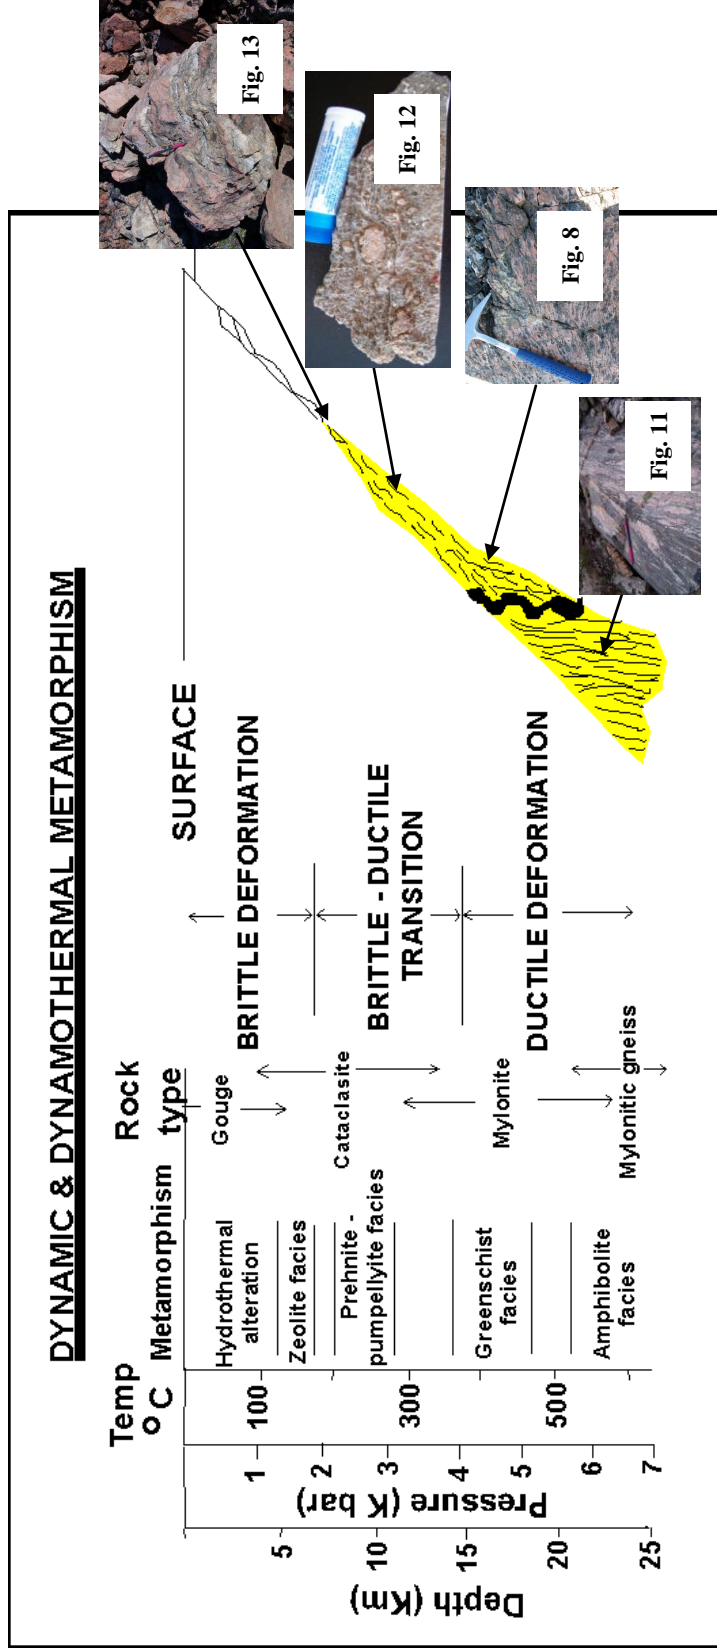 DYNAMIC & DYNAMOTHERMAL METAMORPHISM
Temp
oC
Metamorphism
Rock
type
SURFACE
Depth (Km)
5
10
15
20
25
Pressure (K bar)
1
2
3
4
5
6
7
100
300
500
Hydrothermal
alteration
Zeolite facies
Prehnite -
pumpellyite facies
Greenschist
facies
Amphibolite
facies
Gouge
Cataclasite
Mylonite
Mylonitic gneiss
BRITTLE DEFORMATION
BRITTLE - DUCTILE
TRANSITION
DUCTILE DEFORMATION
Fig. 13
Fig. 12
Fig. 8
Fig. 11